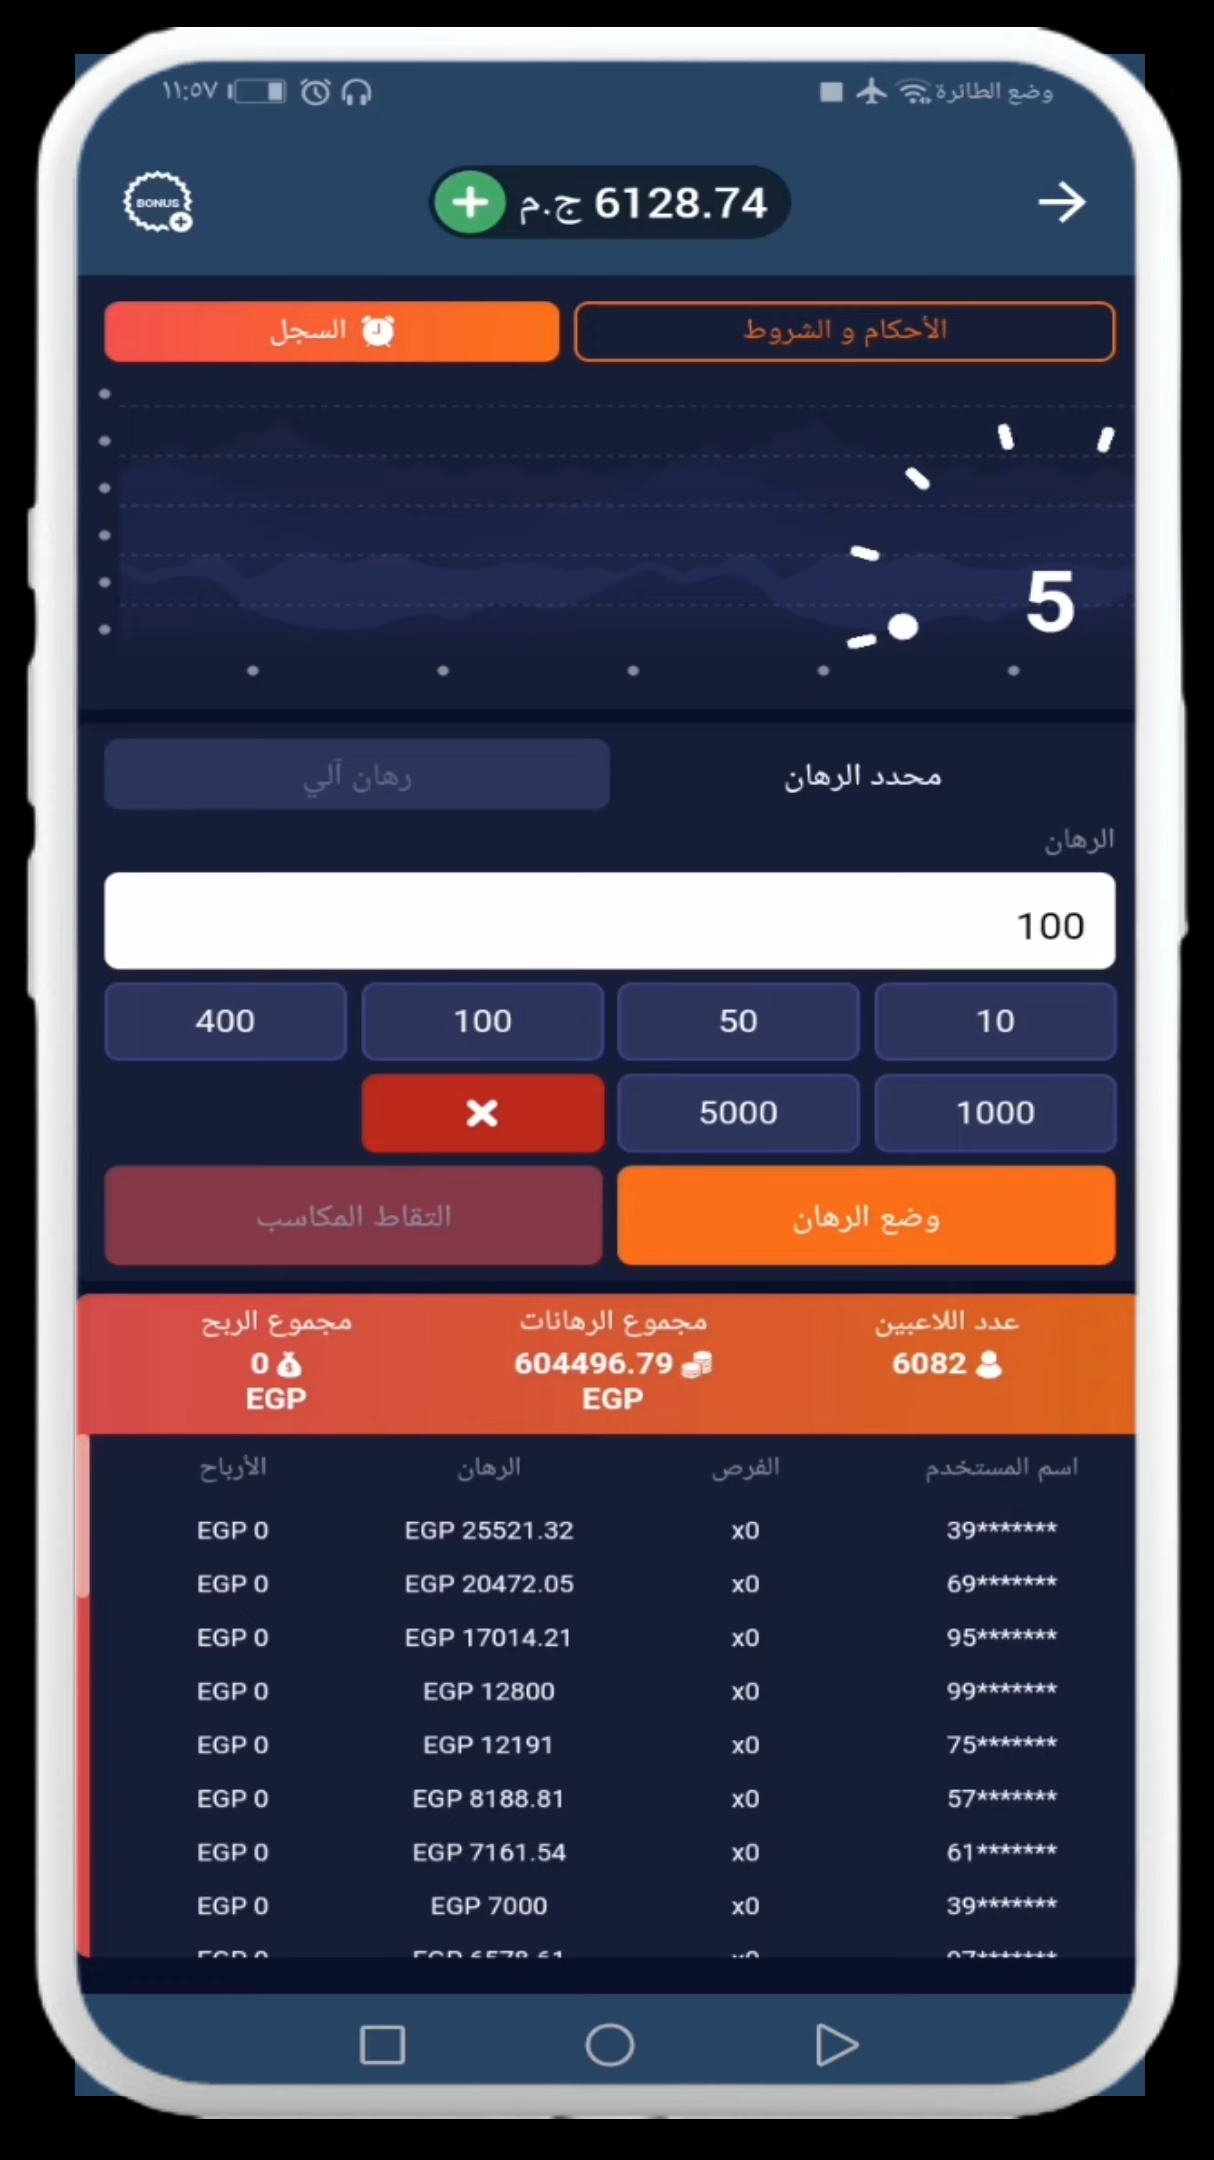 وضع الطائرة ١١:٥٧
BONUS
6128.74 ج.م
الأحكام و الشروط
السجل
5
محدد الرهان
رهان آلي
الرهان
100
10 50 100 400
1000 5000
وضع الرهان
التقاط المكاسب
عدد اللاعبين مجموع الرهانات مجموع الربح
6082 604496.79 0
EGP EGP
اسم المستخدم الفرص الرهان الأرباح
39******* x0 EGP 25521.32 EGP 0
69******* x0 EGP 20472.05 EGP 0
95******* x0 EGP 17014.21 EGP 0
99******* x0 EGP 12800 EGP 0
75******* x0 EGP 12191 EGP 0
57******* x0 EGP 8188.81 EGP 0
61******* x0 EGP 7161.54 EGP 0
39******* x0 EGP 7000 EGP 0